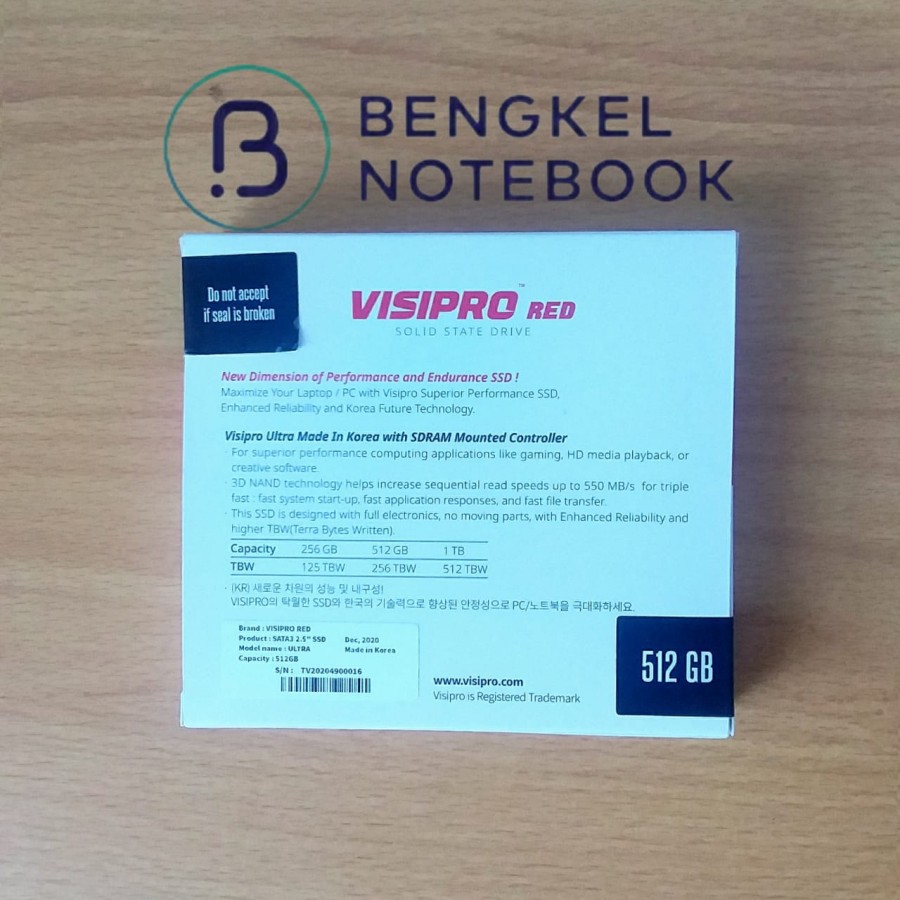 BENGKEL
NOTEBOOK
Do not accept
if seal is broken
VISIPRO™ RED
SOLID STATE DRIVE
New Dimension of Performance and Endurance SSD !
Maximize Your Laptop / PC with Visipro Superior Performance SSD,
Enhanced Reliability and Korea Future Technology.
Visipro Ultra Made In Korea with SDRAM Mounted Controller
· For superior performance computing applications like gaming, HD media playback, or
creative software.
· 3D NAND technology helps increase sequential read speeds up to 550 MB/s for triple
fast : fast system start-up, fast application responses, and fast file transfer.
· This SSD is designed with full electronics, no moving parts, with Enhanced Reliability and
higher TBW(Terra Bytes Written).
Capacity 256 GB 512 GB 1 TB
TBW 125 TBW 256 TBW 512 TBW
· (KR) 새로운 차원의 성능 및 내구성!
VISIPRO의 탁월한 SSD와 한국의 기술력으로 향상된 안정성으로 PC/노트북을 극대화하세요.
Brand : VISIPRO RED
Product : SATA3 2.5" SSD Dec, 2020
Model name : ULTRA Made in Korea
Capacity : 512GB
S/N : TV20204900016
www.visipro.com
Visipro is Registered Trademark
512 GB